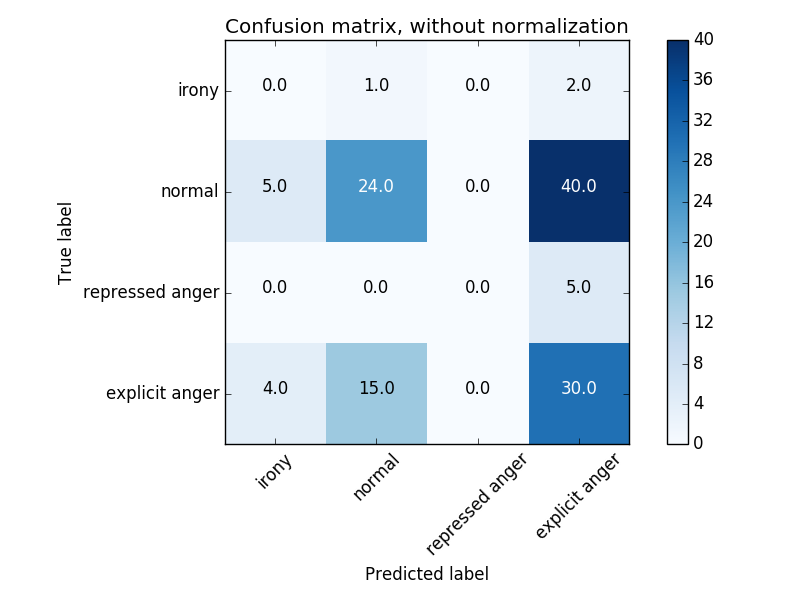 Confusion matrix, without normalization
irony 0.0 1.0 0.0 2.0
normal 5.0 24.0 0.0 40.0
repressed anger 0.0 0.0 0.0 5.0
explicit anger 4.0 15.0 0.0 30.0
True label
irony normal repressed anger explicit anger
Predicted label
40
36
32
28
24
20
16
12
8
4
0